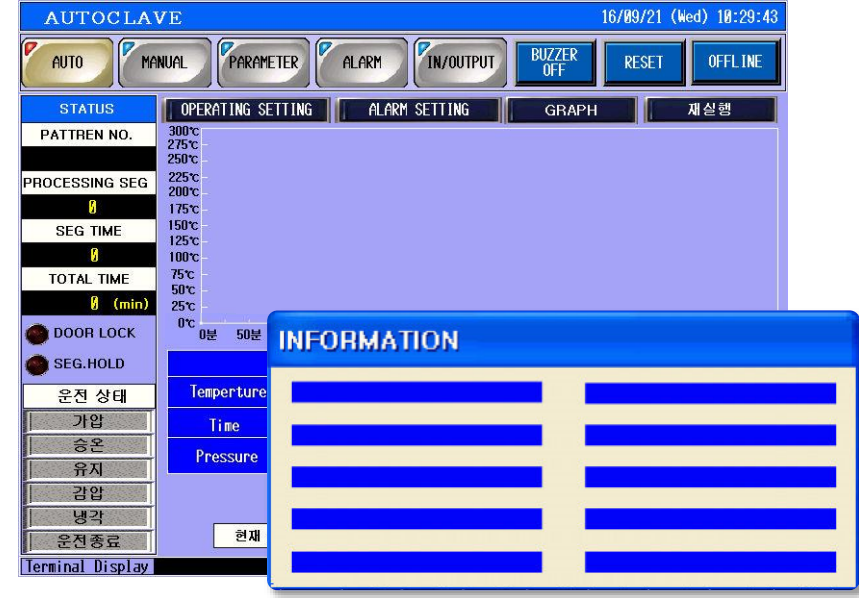 AUTOCLAVE 16/09/21 (Wed) 10:29:43
AUTO MANUAL PARAMETER ALARM IN/OUTPUT BUZZER OFF RESET OFFLINE
STATUS OPERATING SETTING ALARM SETTING GRAPH 재실행
PATTREN NO.
PROCESSING SEG
0
SEG TIME
0
TOTAL TIME
0 (min)
DOOR LOCK
SEG.HOLD
운전 상태
가압
승온
유지
감압
냉각
운전종료
Terminal Display
300℃
275℃
250℃
225℃
200℃
175℃
150℃
125℃
100℃
75℃
50℃
25℃
0℃
0분 50분
Temperture
Time
Pressure
현재
INFORMATION